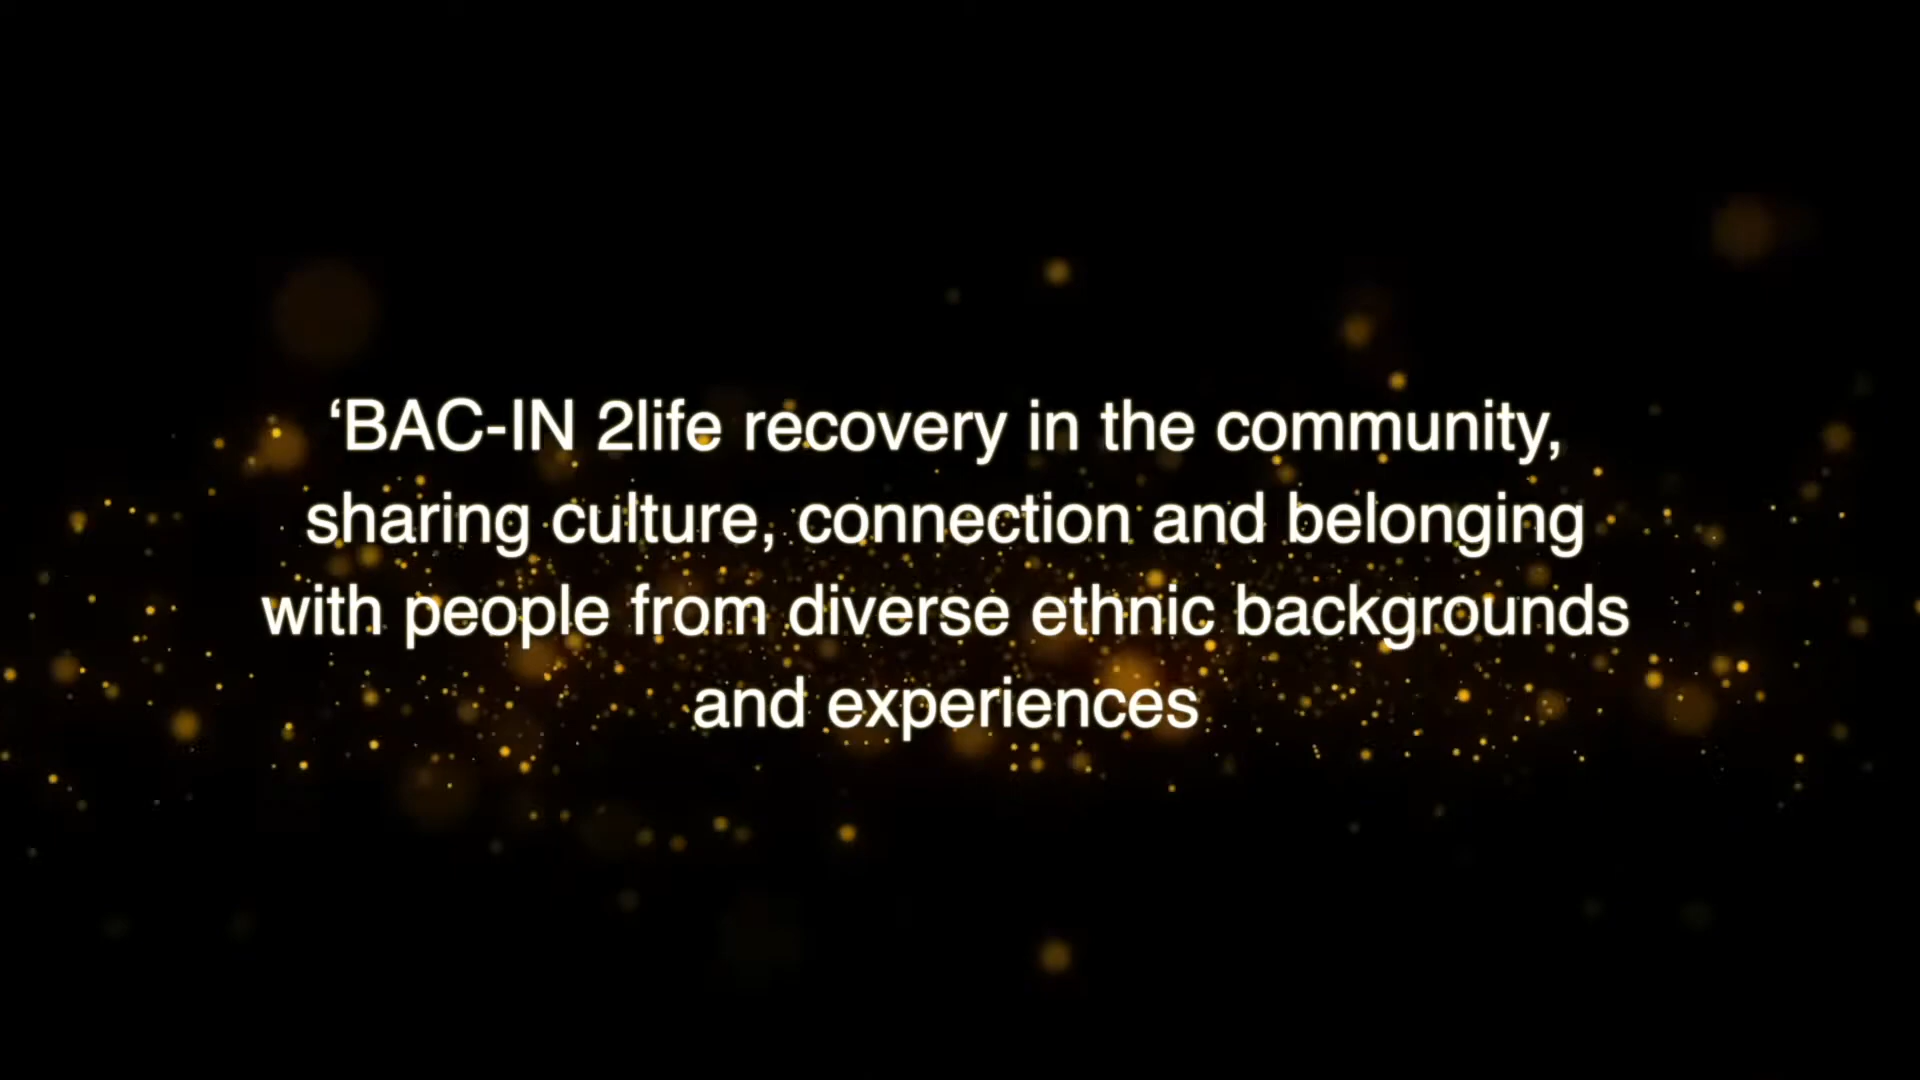 ‘BAC-IN 2life recovery in the community,
sharing culture, connection and belonging
with people from diverse ethnic backgrounds
and experiences